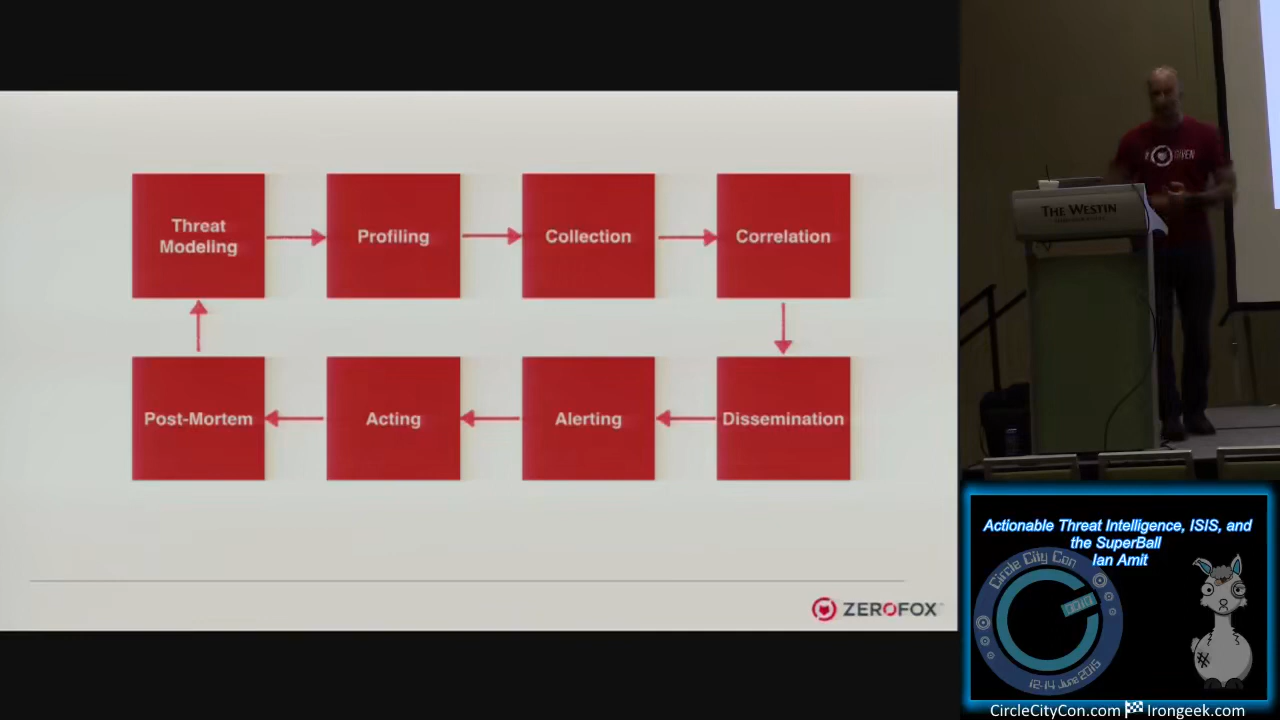 Threat
Modeling
Profiling
Collection
Correlation
Post-Mortem
Acting
Alerting
Dissemination
ZEROFOX
THE WESTIN
Actionable Threat Intelligence, ISIS, and
the SuperBall
Ian Amit
Circle City Con
12-14 June 2015
CircleCityCon.com Irongeek.com